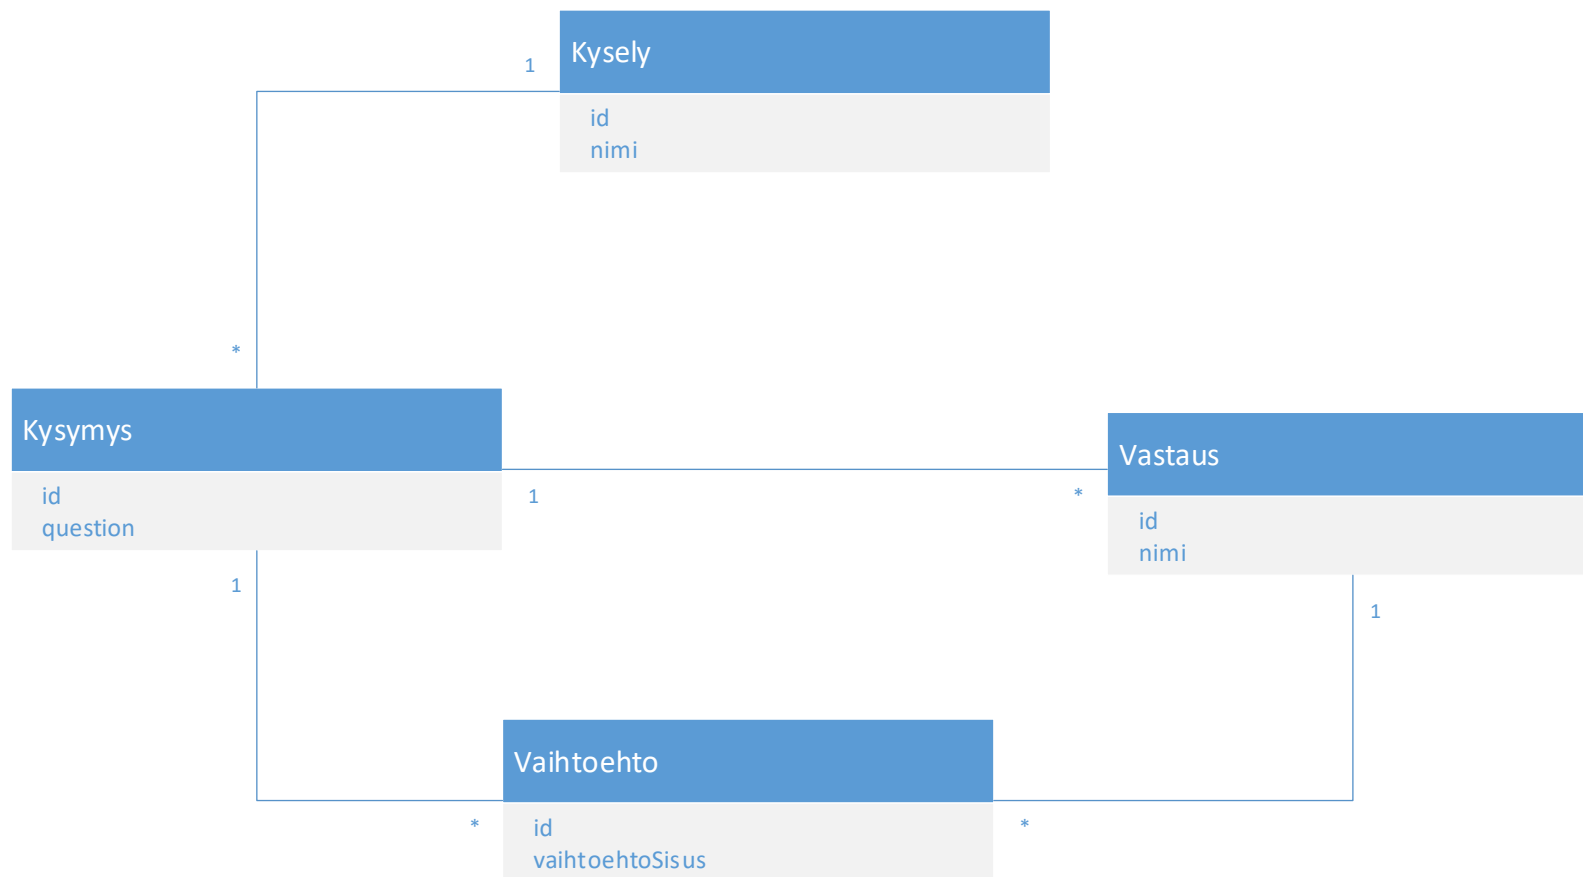 Kysely
1
id
nimi
*
Kysymys
id
question
1
*
Vastaus
id
nimi
1
1
Vaihtoehto
*
id
vaihtoehtoSisus
*